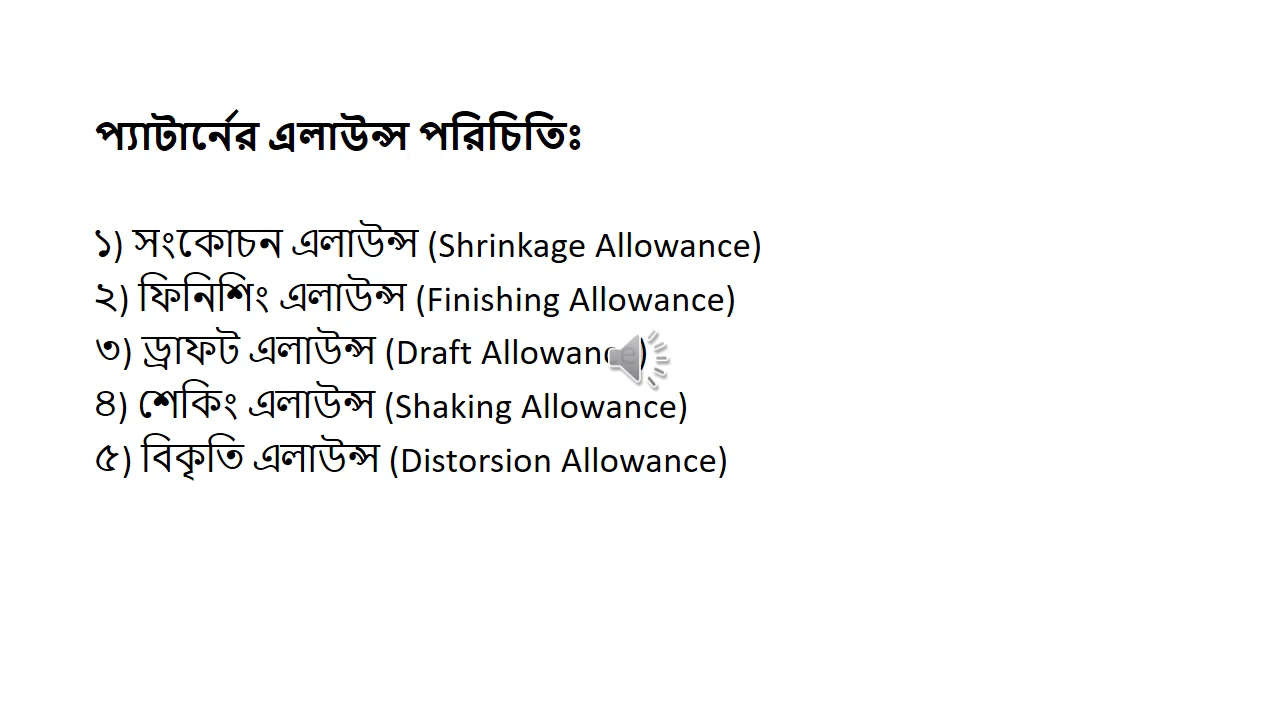 প্যাটার্নের এলাউন্স পরিচিতিঃ
১) সংকোচন এলাউন্স (Shrinkage Allowance)
২) ফিনিশিং এলাউন্স (Finishing Allowance)
৩) ড্রাফট এলাউন্স (Draft Allowance)
৪) শেকিং এলাউন্স (Shaking Allowance)
৫) বিকৃতি এলাউন্স (Distorsion Allowance)